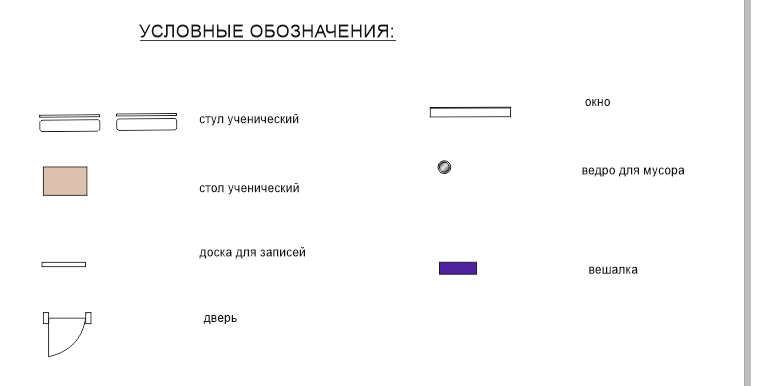 УСЛОВНЫЕ ОБОЗНАЧЕНИЯ:
стул ученический
стол ученический
доска для записей
дверь
окно
ведро для мусора
вешалка